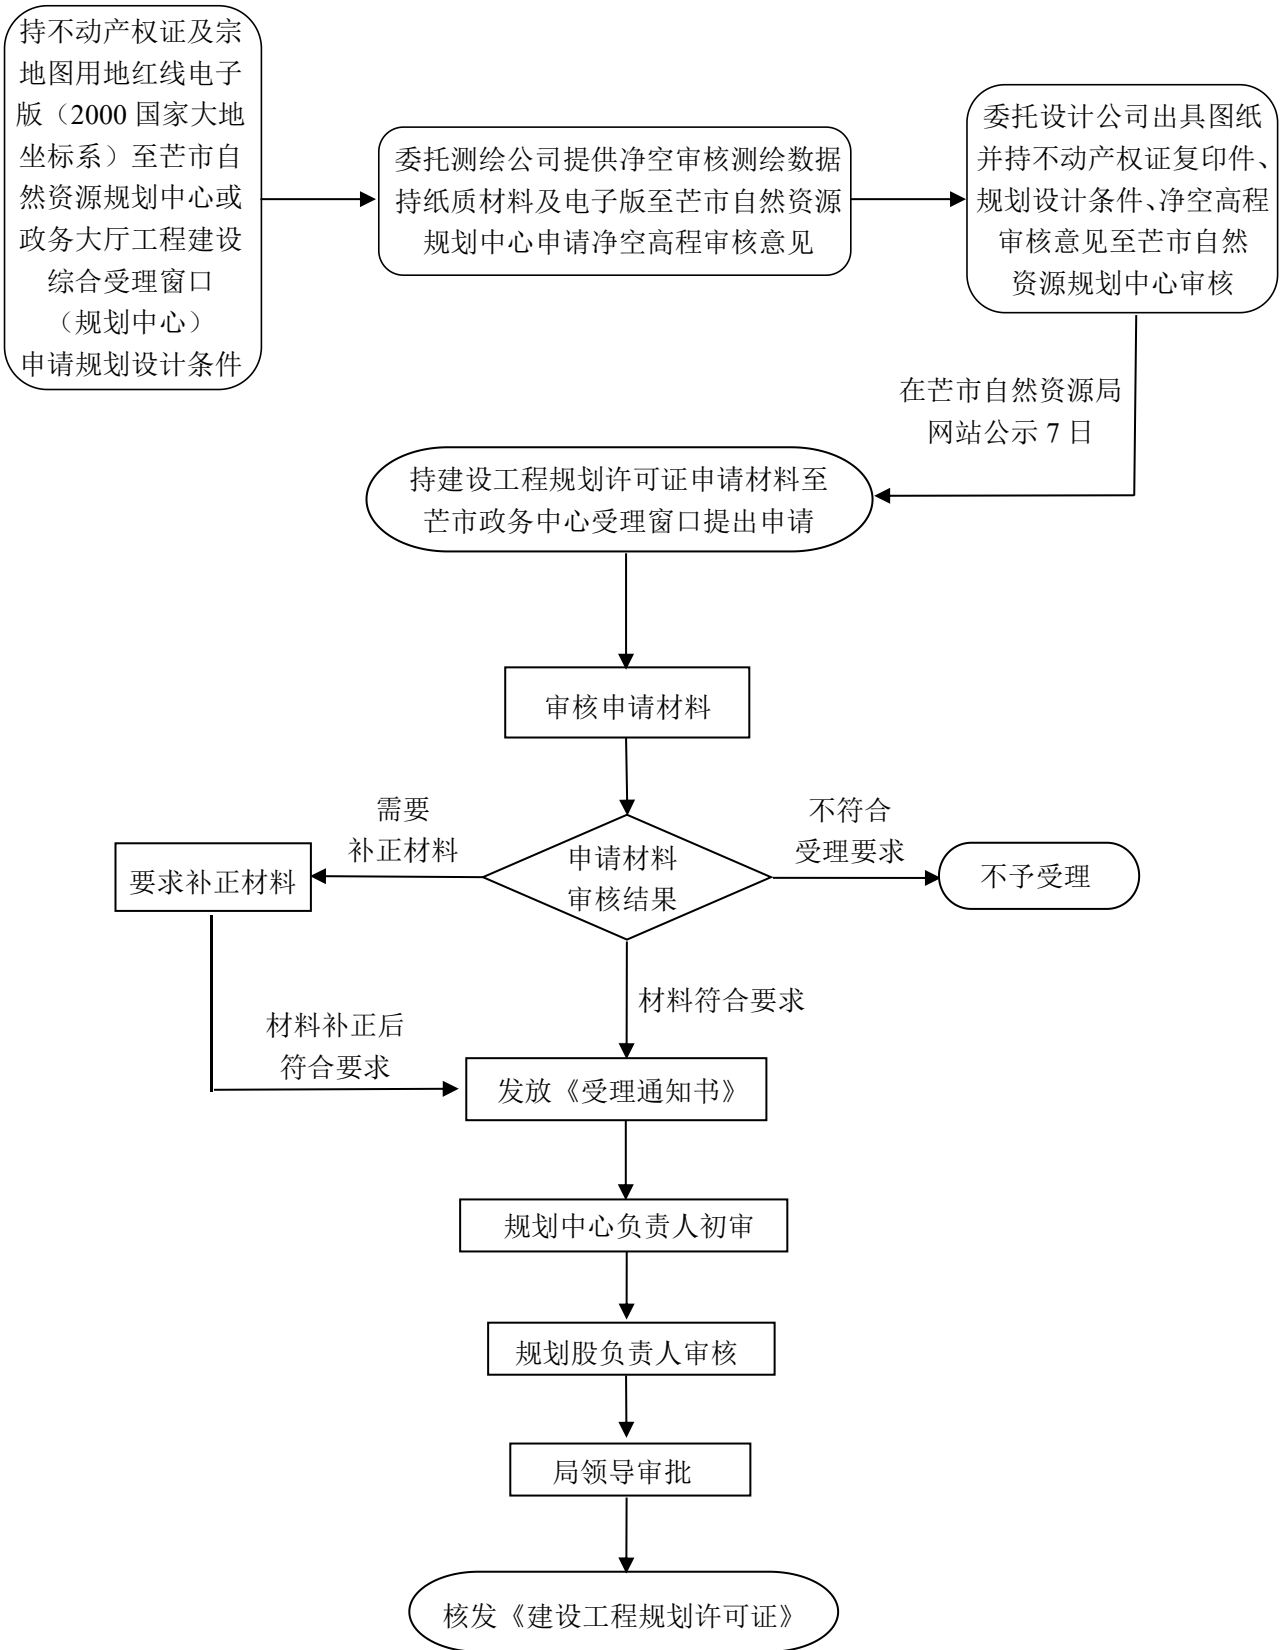 持不动产权证及宗
地图用地红线电子
版（2000 国家大地
坐标系）至芒市自
然资源规划中心或
政务大厅工程建设
综合受理窗口
（规划中心）
申请规划设计条件
委托测绘公司提供净空审核测绘数据
持纸质材料及电子版至芒市自然资源
规划中心申请净空高程审核意见
委托设计公司出具图纸
并持不动产权证复印件、
规划设计条件、净空高程
审核意见至芒市自然
资源规划中心审核
在芒市自然资源局
网站公示 7 日
持建设工程规划许可证申请材料至
芒市政务中心受理窗口提出申请
审核申请材料
需要
补正材料
不符合
受理要求
要求补正材料
申请材料
审核结果
不予受理
材料符合要求
材料补正后
符合要求
发放《受理通知书》
规划中心负责人初审
规划股负责人审核
局领导审批
核发《建设工程规划许可证》